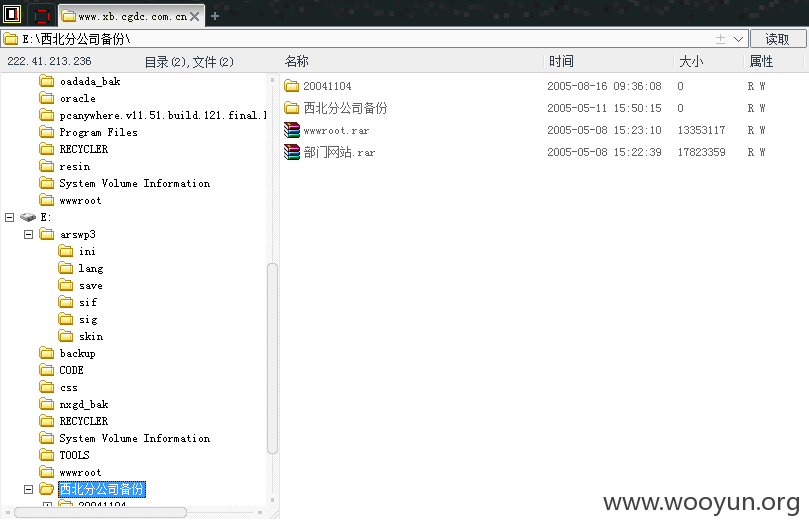 www.xb.cgdc.com.cn
E:\西北分公司备份\
读取
222.41.213.236 目录(2),文件(2)
名称 时间 大小 属性
oadada_bak
oracle
pcanywhere.v11.51.build.121.final.
Program Files
RECYCLER
resin
System Volume Information
wwwroot
E:
arswp3
ini
lang
save
sif
sig
skin
backup
CODE
css
nxgd_bak
RECYCLER
System Volume Information
TOOLS
wwwroot
西北分公司备份
20041104
20041104 2005-08-16 09:36:08 0 R W
西北分公司备份 2005-05-11 15:50:15 0 R W
wwwroot.rar 2005-05-08 15:23:10 13353117 R W
部门网站.rar 2005-05-08 15:22:39 17823359 R W
www.wooyun.org